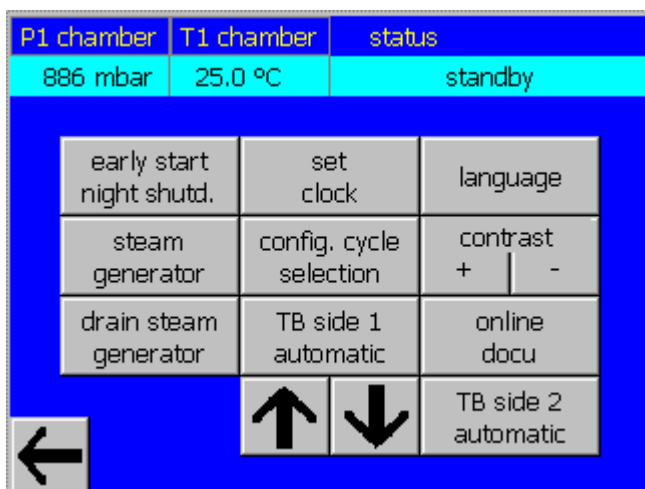 P1 chamber T1 chamber status
886 mbar 25.0 ºC standby
early start set language
night shutd. clock
steam config. cycle contrast
generator selection + -
drain steam TB side 1 online
generator automatic docu
TB side 2
automatic